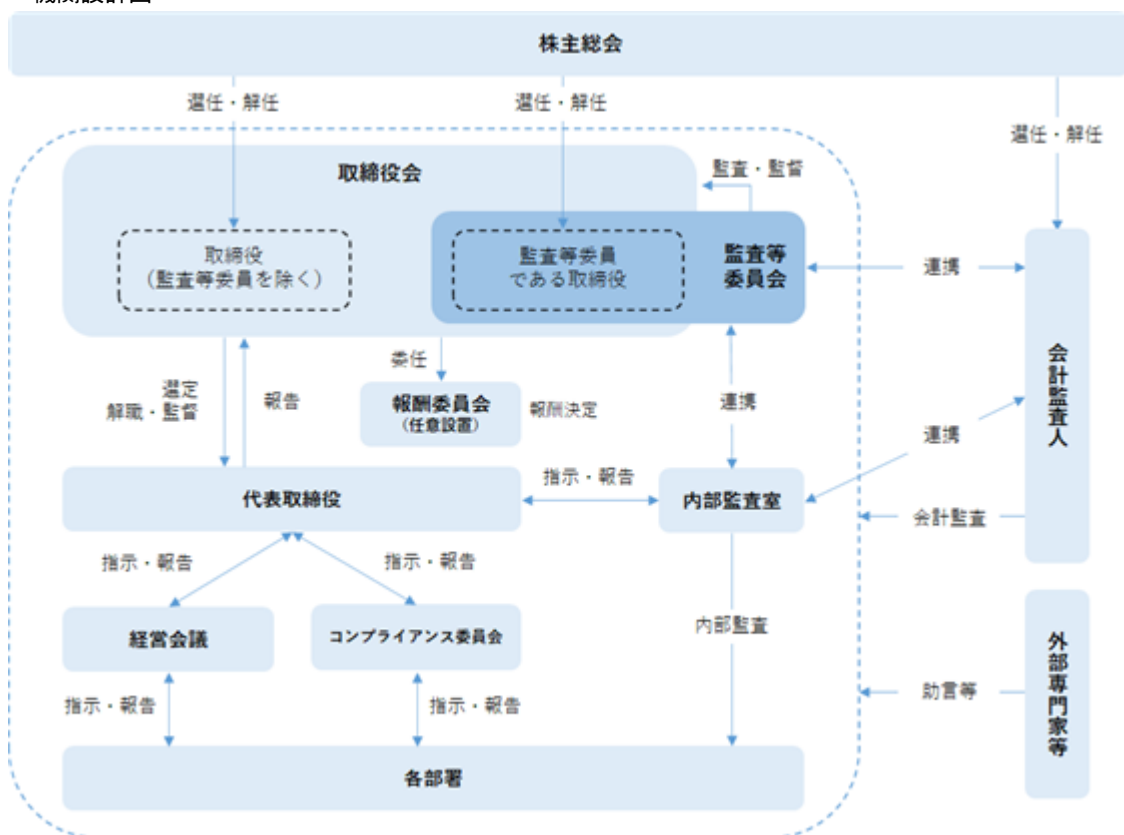 株主総会
選任・解任
選任・解任
選任・解任
取締役会
監査・監督
取締役
（監査等委員を除く）
監査等委員
である取締役
監査等
委員会
連携
会計監査人
選定
解職・監督
報告
委任
報酬委員会
（任意設置）
報酬決定
連携
連携
代表取締役
指示・報告
内部監査室
会計監査
指示・報告
指示・報告
経営会議
コンプライアンス委員会
内部監査
外部専門家等
助言等
指示・報告
指示・報告
各部署